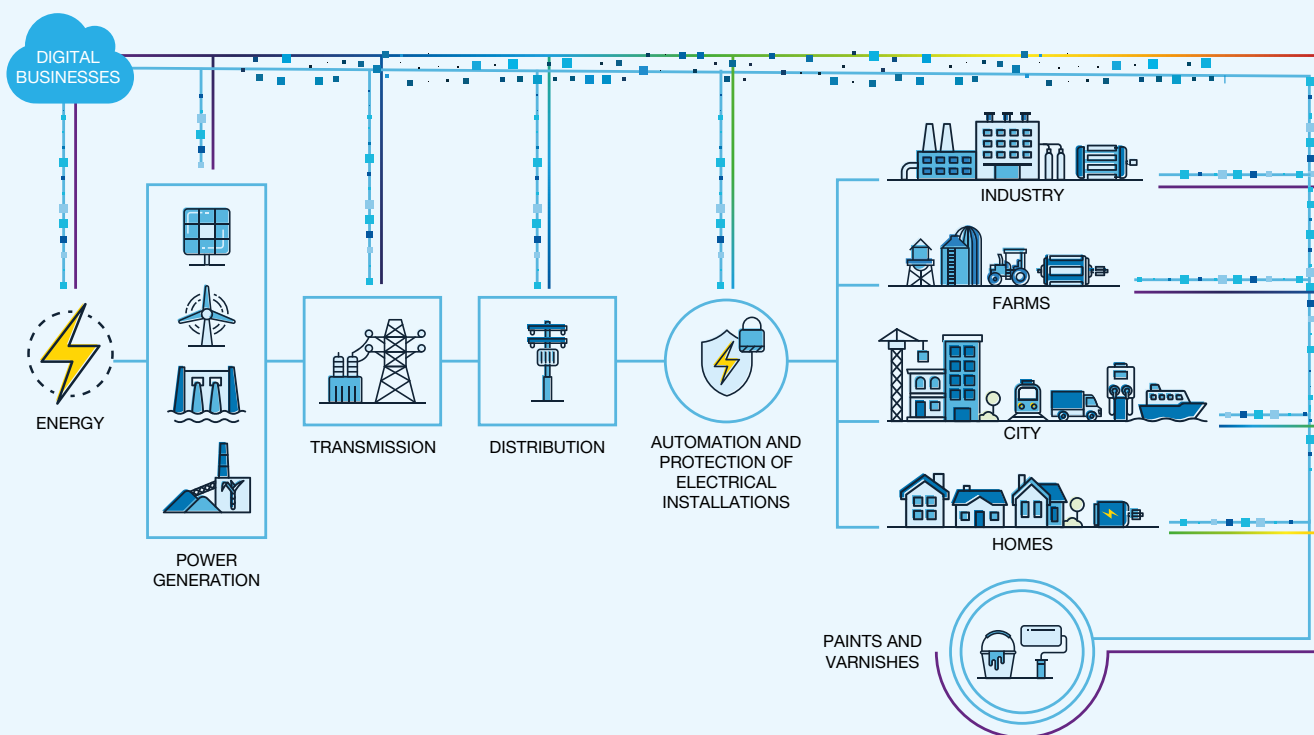 DIGITAL
BUSINESSES
ENERGY
POWER
GENERATION
TRANSMISSION
DISTRIBUTION
AUTOMATION AND
PROTECTION OF
ELECTRICAL
INSTALLATIONS
INDUSTRY
FARMS
CITY
HOMES
PAINTS AND
VARNISHES